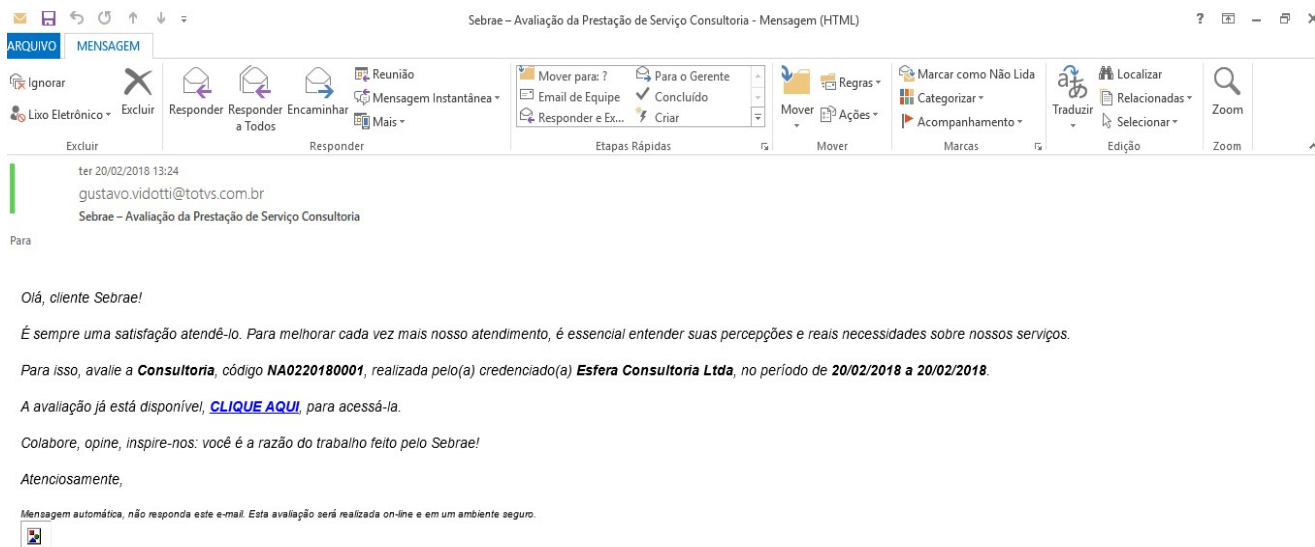 Sebrae – Avaliação da Prestação de Serviço Consultoria - Mensagem (HTML)
ARQUIVO MENSAGEM
Ignorar
Lixo Eletrônico
Excluir
Responder
Responder a Todos
Encaminhar
Reunião
Mensagem Instantânea
Mais
Mover para: ?
Email de Equipe
Responder e Ex...
Para o Gerente
Concluído
Criar
Mover
Regras
Ações
Marcar como Não Lida
Categorizar
Acompanhamento
Traduzir
Localizar
Relacionadas
Selecionar
Zoom
Excluir Responder Etapas Rápidas Mover Marcas Edição Zoom
ter 20/02/2018 13:24
gustavo.vidotti@totvs.com.br
Sebrae – Avaliação da Prestação de Serviço Consultoria
Para
Olá, cliente Sebrae!
É sempre uma satisfação atendê-lo. Para melhorar cada vez mais nosso atendimento, é essencial entender suas percepções e reais necessidades sobre nossos serviços.
Para isso, avalie a Consultoria, código NA0220180001, realizada pelo(a) credenciado(a) Esfera Consultoria Ltda, no período de 20/02/2018 a 20/02/2018.
A avaliação já está disponível, CLIQUE AQUI, para acessá-la.
Colabore, opine, inspire-nos: você é a razão do trabalho feito pelo Sebrae!
Atenciosamente,
Mensagem automática, não responda este e-mail. Esta avaliação será realizada on-line e em um ambiente seguro.